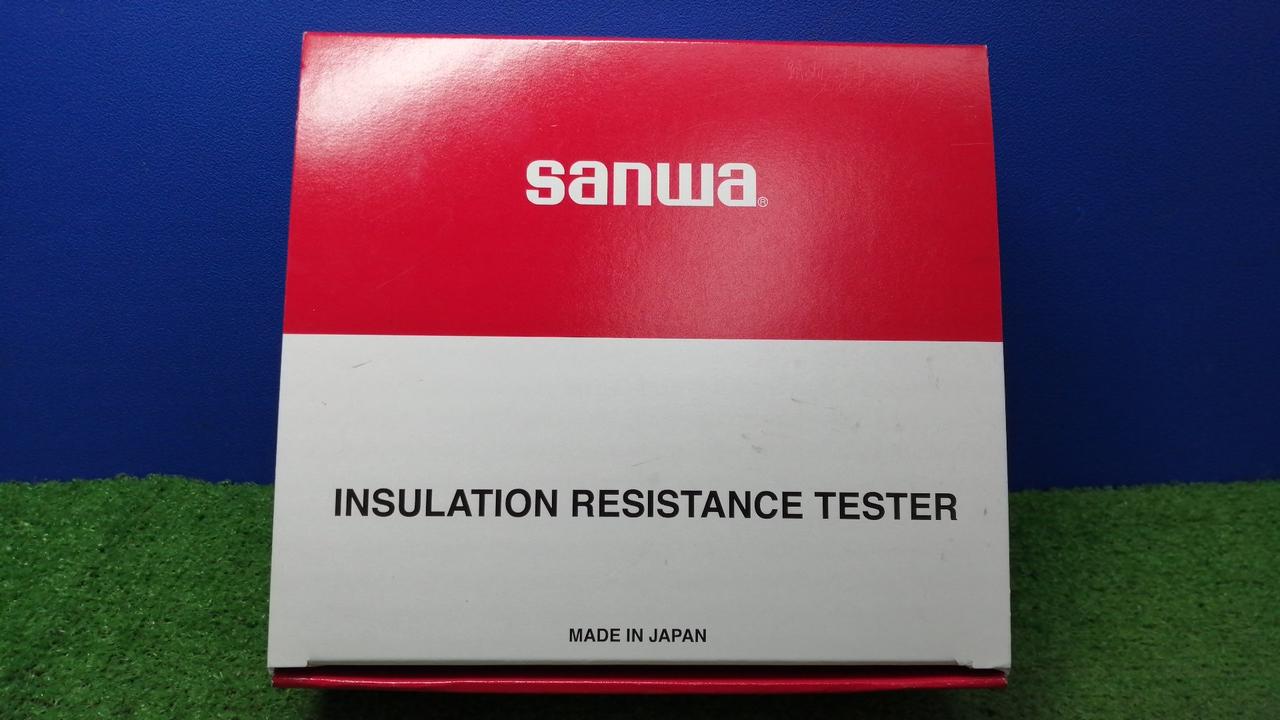 sanwa®
INSULATION RESISTANCE TESTER
MADE IN JAPAN